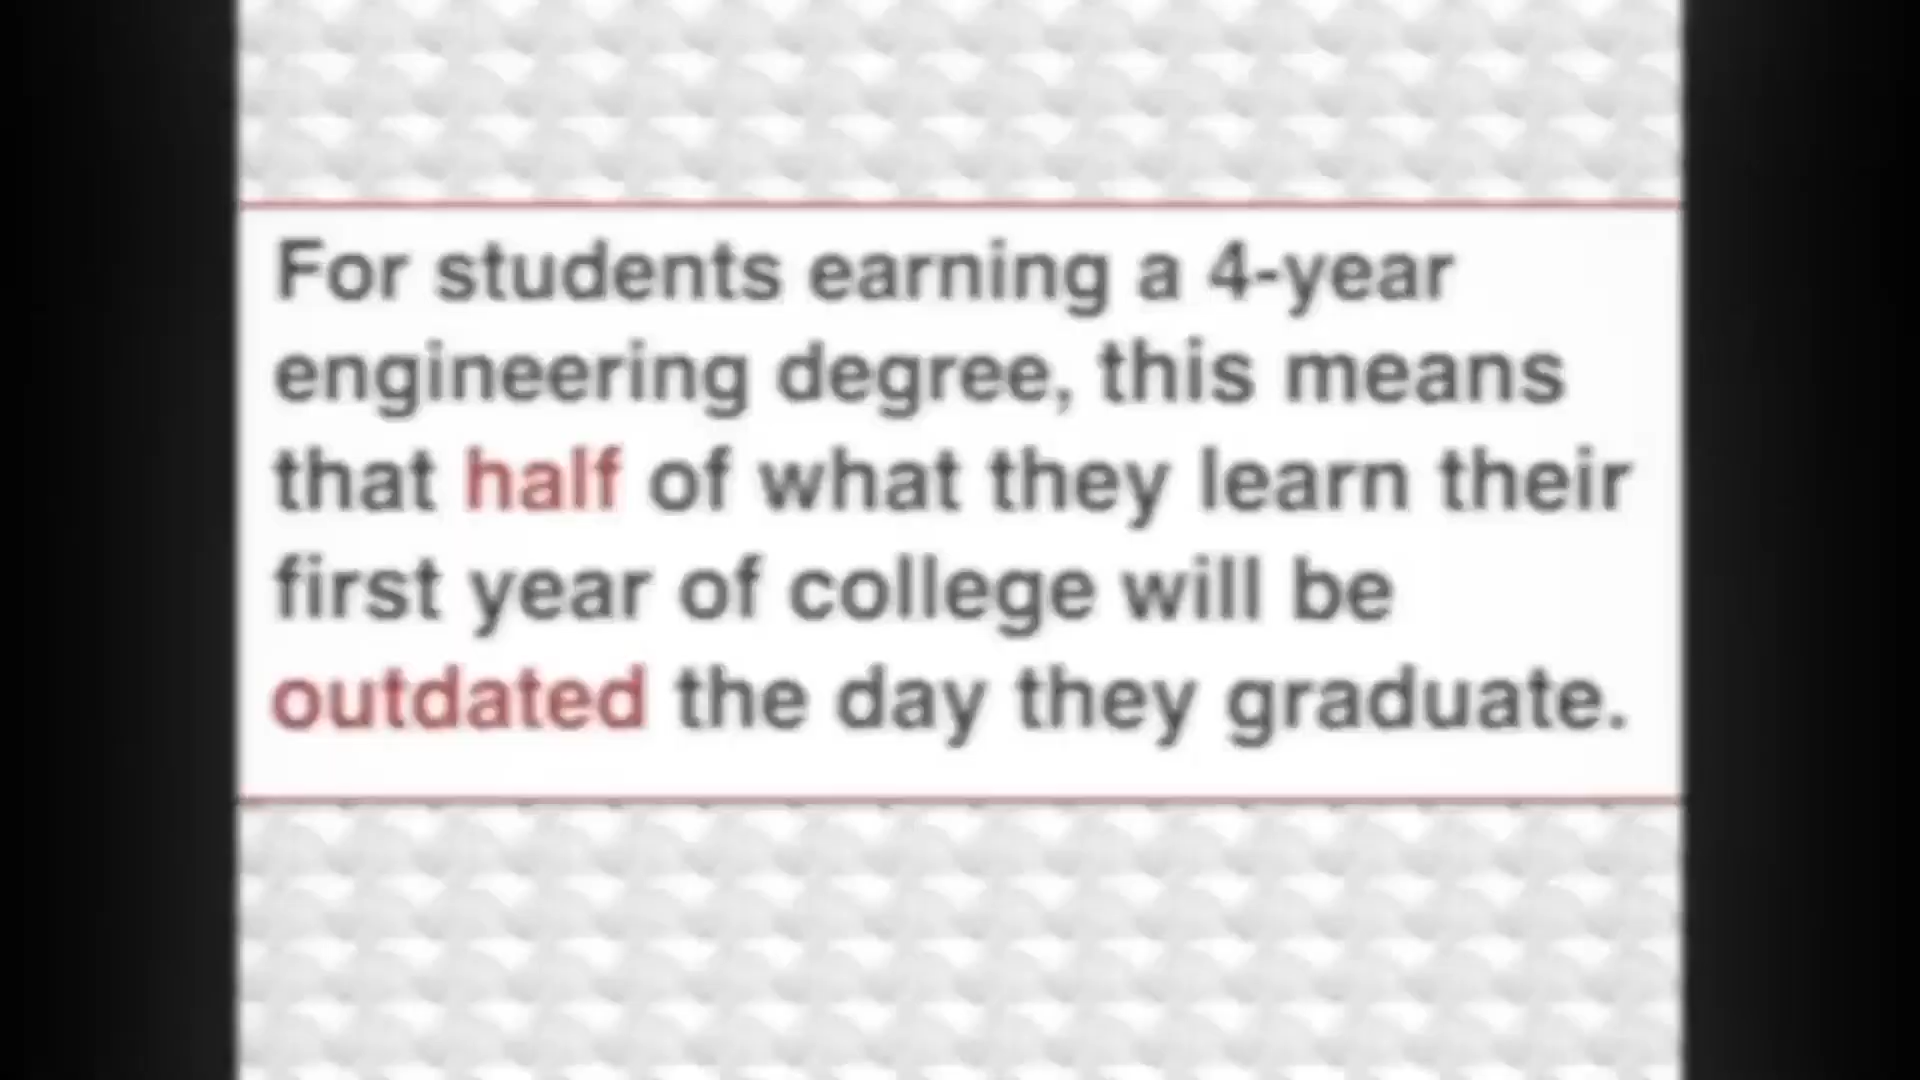 For students earning a 4-year
engineering degree, this means
that half of what they learn their
first year of college will be
outdated the day they graduate.